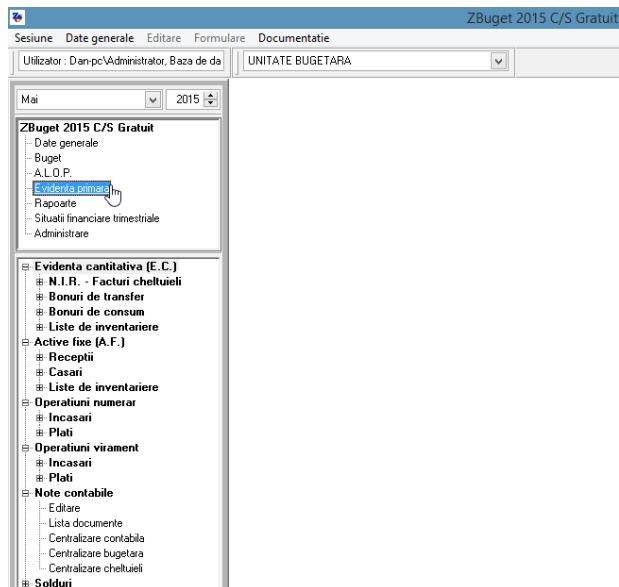 ZBuget 2015 C/S Gratuit
Sesiune Date generale Editare Formulare Documentatie
Utilizator : Dan-pc\Administrator, Baza de da UNITATE BUGETARA
Mai 2015
ZBuget 2015 C/S Gratuit
Date generale
Buget
A.L.O.P.
Evidenta primara
Rapoarte
Situatii financiare trimestriale
Administrare
Evidenta cantitativa (E.C.)
N.I.R. - Facturi cheltuieli
Bonuri de transfer
Bonuri de consum
Liste de inventariere
Active fixe (A.F.)
Receptii
Casari
Liste de inventariere
Operatiuni numerar
Incasari
Plati
Operatiuni virament
Incasari
Plati
Note contabile
Editare
Lista documente
Centralizare contabila
Centralizare bugetara
Centralizare cheltuieli
Solduri